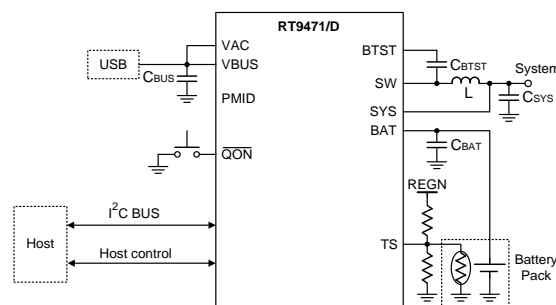 RT9471/D
VAC
VBUS
PMID
QON
USB
CBUS
Host
I2C BUS
Host control
BTST
SW
SYS
BAT
TS
CBTST
L
System
CSYS
CBAT
REGN
Battery
Pack